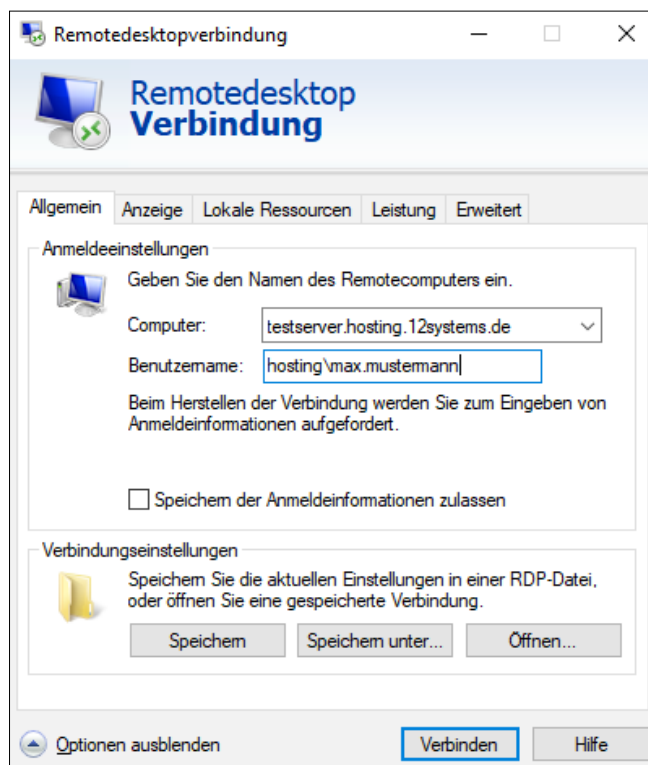 Remotedesktopverbindung
Remotedesktop
Verbindung
Allgemein Anzeige Lokale Ressourcen Leistung Erweitert
Anmeldeeinstellungen
Geben Sie den Namen des Remotecomputers ein.
Computer: testserver.hosting.12systems.de
Benutzername: hosting\max.mustermann
Beim Herstellen der Verbindung werden Sie zum Eingeben von
Anmeldeinformationen aufgefordert.
Speichern der Anmeldeinformationen zulassen
Verbindungseinstellungen
Speichern Sie die aktuellen Einstellungen in einer RDP-Datei,
oder öffnen Sie eine gespeicherte Verbindung.
Speichern Speichern unter... Öffnen...
Optionen ausblenden Verbinden Hilfe